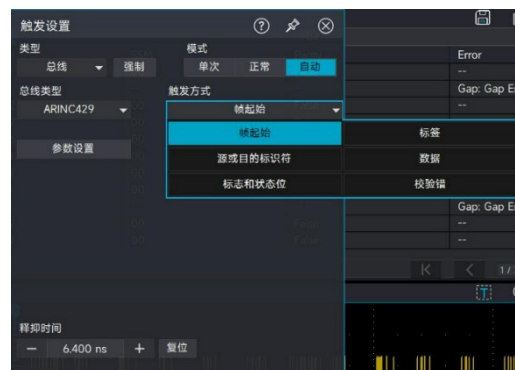 触发设置
类型
模式
总线
强制
单次
正常
自动
总线类型
触发方式
ARINC429
帧起始
帧起始
标签
参数设置
源或目的标识符
数据
标志和状态位
校验错
Error
--
Gap: Gap E
--
Gap: Gap E
--
--
1/
T
释抑时间
6.400 ns
复位